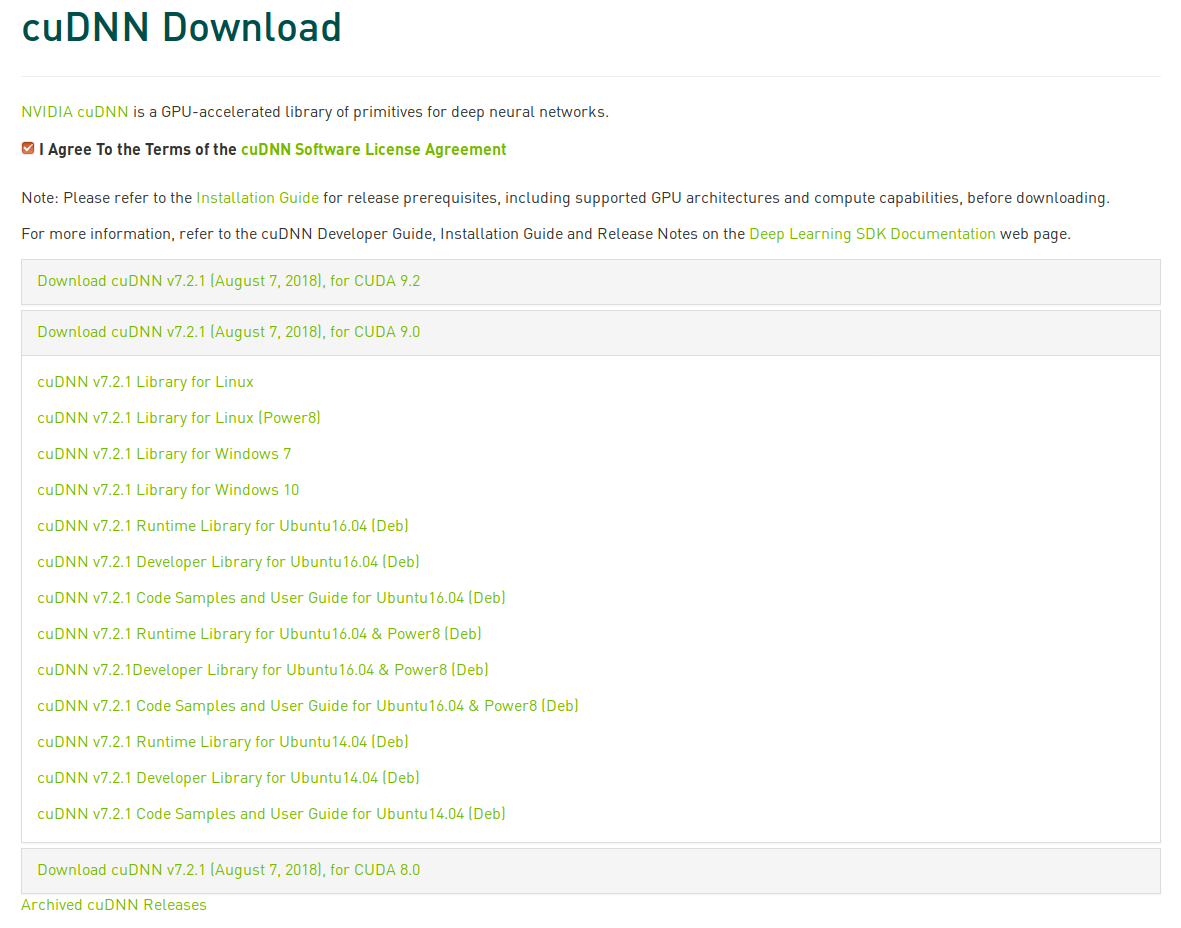 cuDNN Download
NVIDIA cuDNN is a GPU-accelerated library of primitives for deep neural networks.
I Agree To the Terms of the cuDNN Software License Agreement
Note: Please refer to the Installation Guide for release prerequisites, including supported GPU architectures and compute capabilities, before downloading.
For more information, refer to the cuDNN Developer Guide, Installation Guide and Release Notes on the Deep Learning SDK Documentation web page.
Download cuDNN v7.2.1 (August 7, 2018), for CUDA 9.2
Download cuDNN v7.2.1 (August 7, 2018), for CUDA 9.0
cuDNN v7.2.1 Library for Linux
cuDNN v7.2.1 Library for Linux (Power8)
cuDNN v7.2.1 Library for Windows 7
cuDNN v7.2.1 Library for Windows 10
cuDNN v7.2.1 Runtime Library for Ubuntu16.04 (Deb)
cuDNN v7.2.1 Developer Library for Ubuntu16.04 (Deb)
cuDNN v7.2.1 Code Samples and User Guide for Ubuntu16.04 (Deb)
cuDNN v7.2.1 Runtime Library for Ubuntu16.04 & Power8 (Deb)
cuDNN v7.2.1Developer Library for Ubuntu16.04 & Power8 (Deb)
cuDNN v7.2.1 Code Samples and User Guide for Ubuntu16.04 & Power8 (Deb)
cuDNN v7.2.1 Runtime Library for Ubuntu14.04 (Deb)
cuDNN v7.2.1 Developer Library for Ubuntu14.04 (Deb)
cuDNN v7.2.1 Code Samples and User Guide for Ubuntu14.04 (Deb)
Download cuDNN v7.2.1 (August 7, 2018), for CUDA 8.0
Archived cuDNN Releases